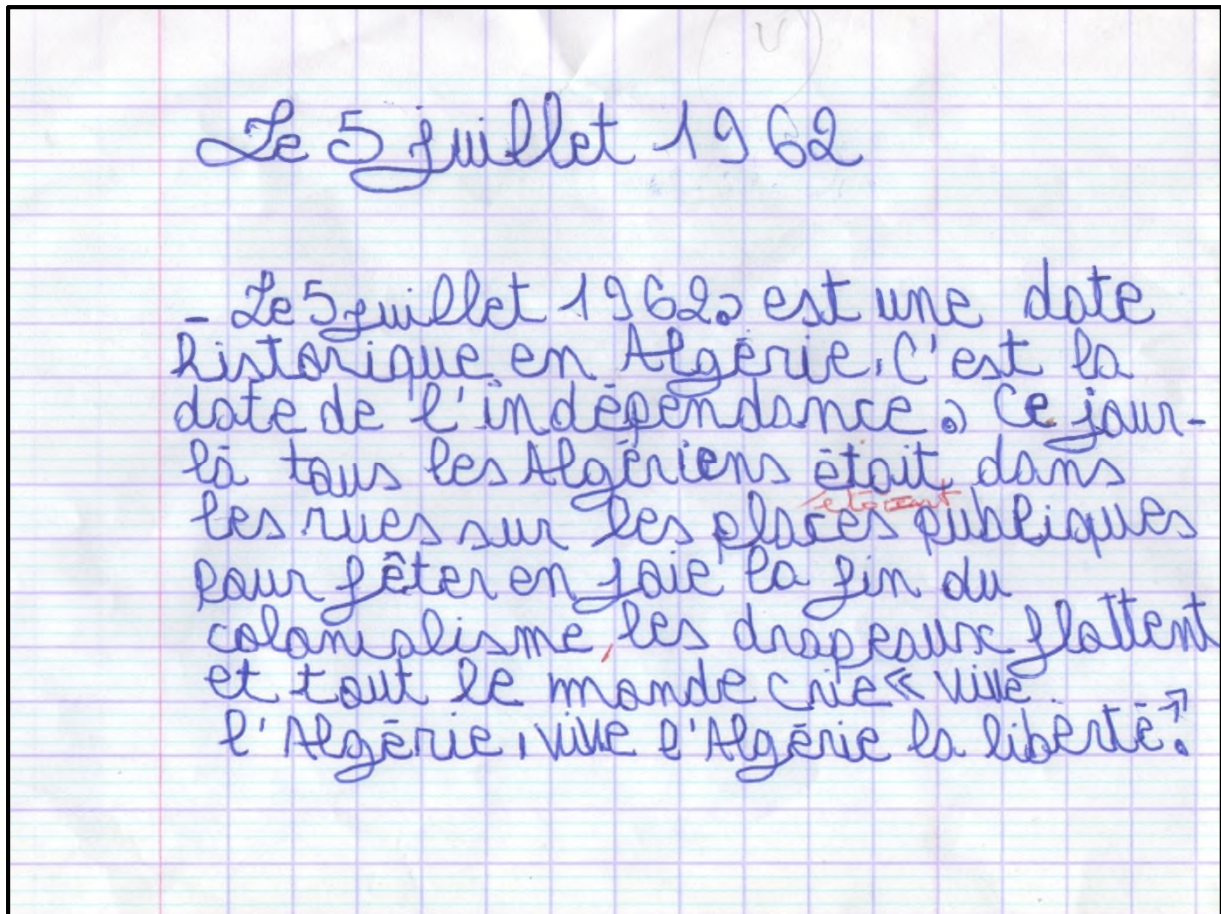 Le 5 juillet 1962
- Le 5 juillet 1962. est une date
historique en Algérie. C'est la
date de l'indépendance. Ce jour-
là tous les Algériens était dans
étaient
les rues sur les places publiques
pour fêter en joie la fin du
colonialisme, les drapeaux flottent
et tout le monde crie « vive
l'Algérie, vive l'Algérie la liberté. »